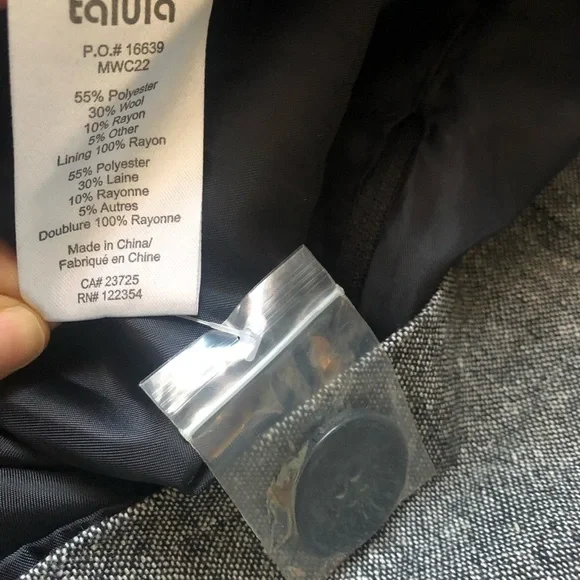 talula
P.O.# 16639
MWC22
55% Polyester
30% Wool
10% Rayon
5% Other
Lining 100% Rayon
55% Polyester
30% Laine
10% Rayonne
5% Autres
Doublure 100% Rayonne
Made in China/
Fabriqué en Chine
CA# 23725
RN# 122354